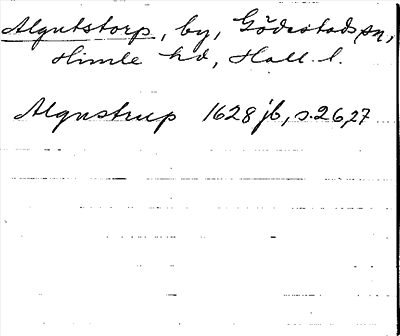 Algutstorp, by, Gödestads sn,
Himle hd, Hall. l.
Algustrup 1628 jb, s. 26, 27